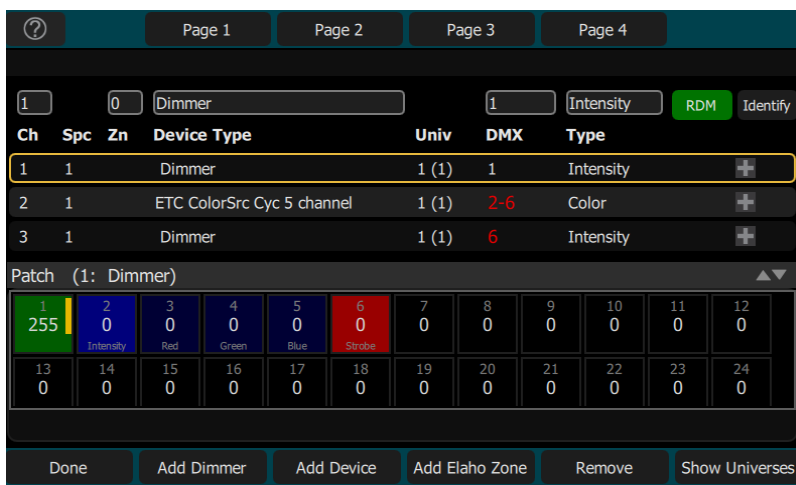 ? Page 1 Page 2 Page 3 Page 4
1 0 Dimmer 1 Intensity RDM Identify
Ch Spc Zn Device Type Univ DMX Type
1 1 Dimmer 1 (1) 1 Intensity
2 1 ETC ColorSrc Cyc 5 channel 1 (1) 2-6 Color
3 1 Dimmer 1 (1) 6 Intensity
Patch (1: Dimmer)
1 2 3 4 5 6 7 8 9 10 11 12
255 0 0 0 0 0 0 0 0 0 0 0
Intensity Red Green Blue Strobe
13 14 15 16 17 18 19 20 21 22 23 24
0 0 0 0 0 0 0 0 0 0 0 0
Done Add Dimmer Add Device Add Elaho Zone Remove Show Universes